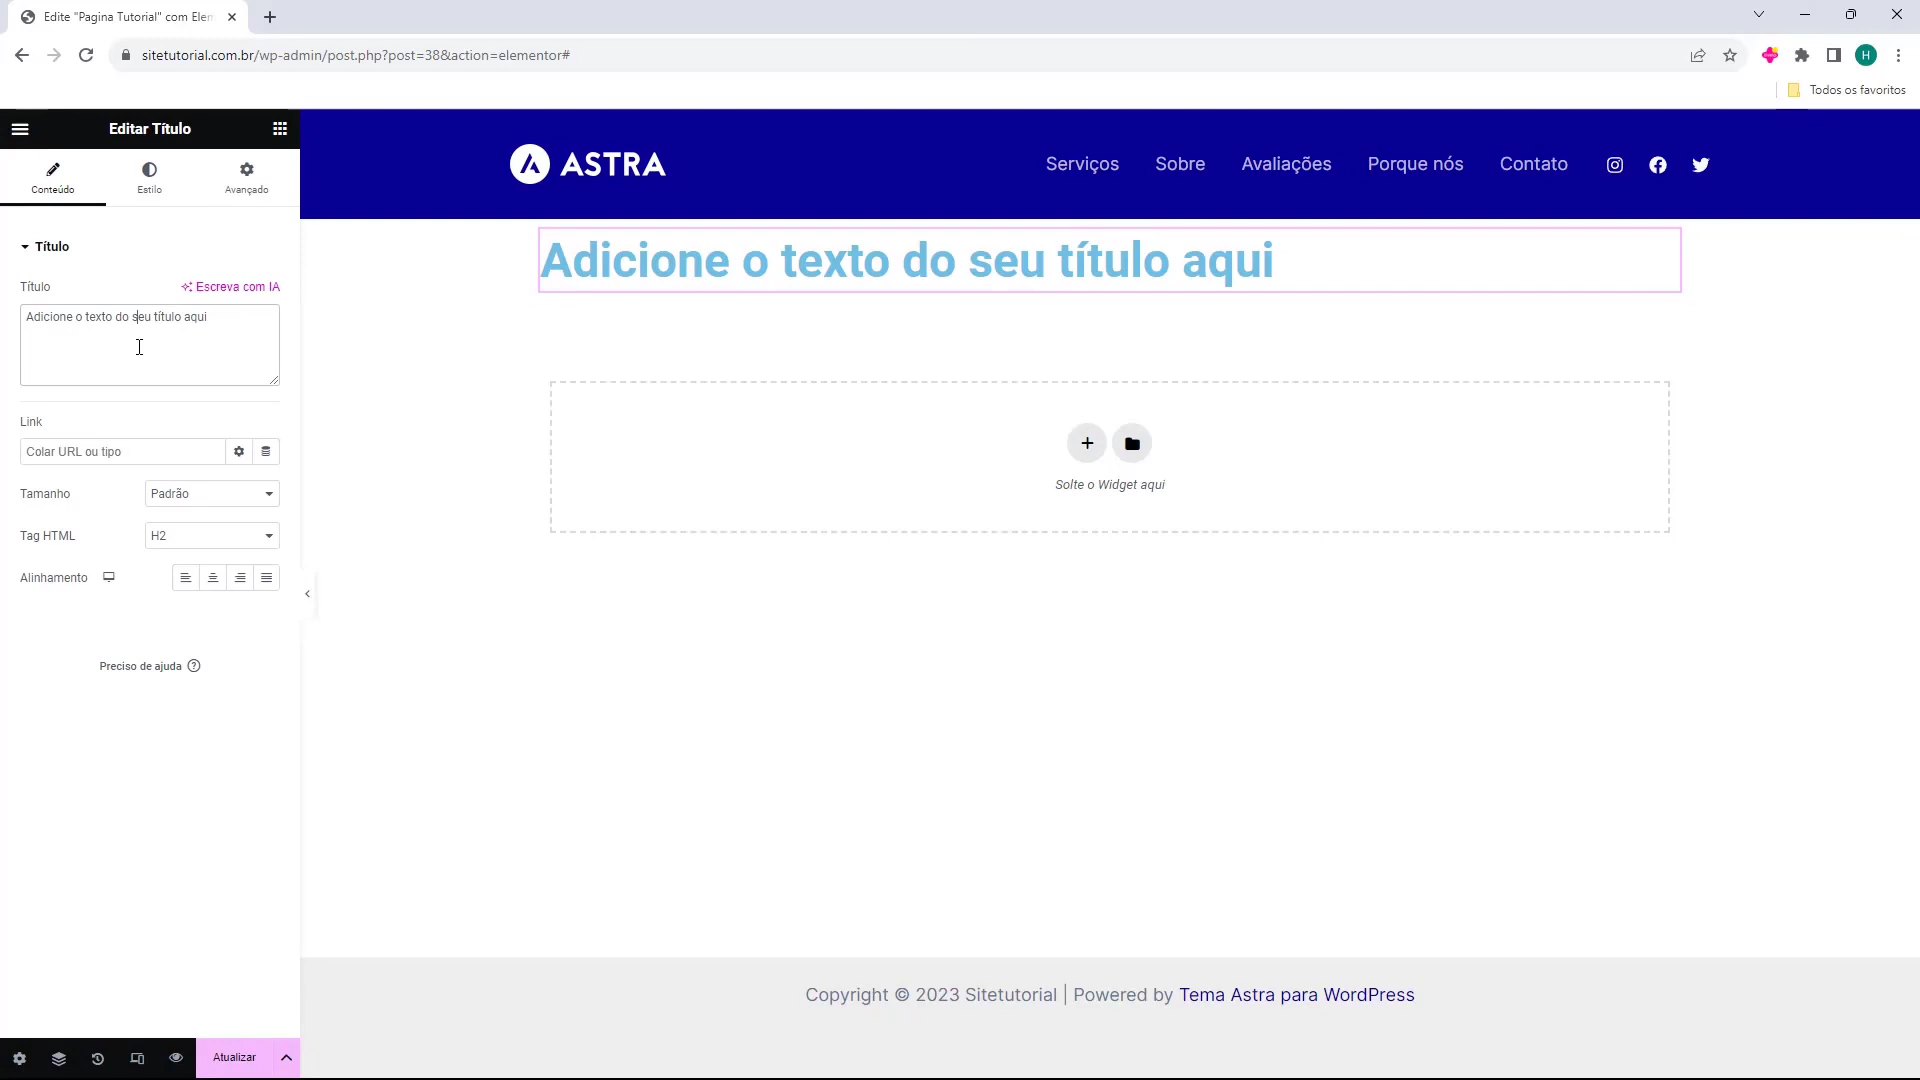 Edite "Pagina Tutorial" com Elem
sitetutorial.com.br/wp-admin/post.php?post=38&action=elementor#
H
Todos os favoritos
Editar Título
Conteúdo
Estilo
Avançado
ASTRA
Serviços
Sobre
Avaliações
Porque nós
Contato
Título
Título
Escreva com IA
Adicione o texto do seu título aqui
Link
Colar URL ou tipo
Tamanho
Padrão
Tag HTML
H2
Alinhamento
Preciso de ajuda
Adicione o texto do seu título aqui
Solte o Widget aqui
Copyright © 2023 Sitetutorial | Powered by Tema Astra para WordPress
Atualizar